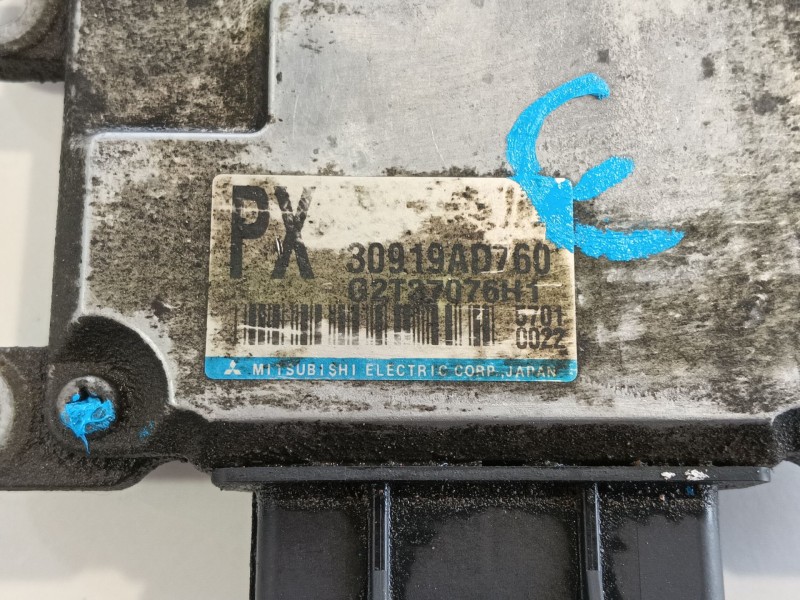 PX
30919AD760
G2T37076H1
5701
0022
MITSUBISHI ELECTRIC CORP.,JAPAN